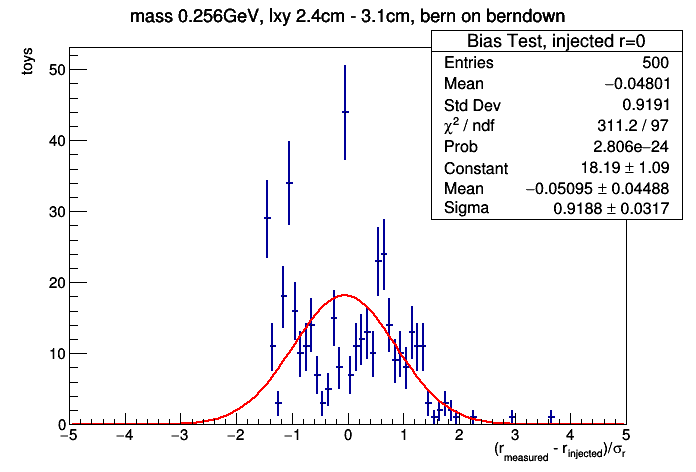 mass 0.256GeV, lxy 2.4cm - 3.1cm, bern on berndown
toys
Bias Test, injected r=0
Entries 500
Mean −0.04801
Std Dev 0.9191
χ² / ndf 311.2 / 97
Prob 2.806e−24
Constant 18.19 ± 1.09
Mean −0.05095 ± 0.04488
Sigma 0.9188 ± 0.0317
50
40
30
20
10
0
−5 −4 −3 −2 −1 0 1 2 3 4 5
(r_measured - r_injected)/σ_r